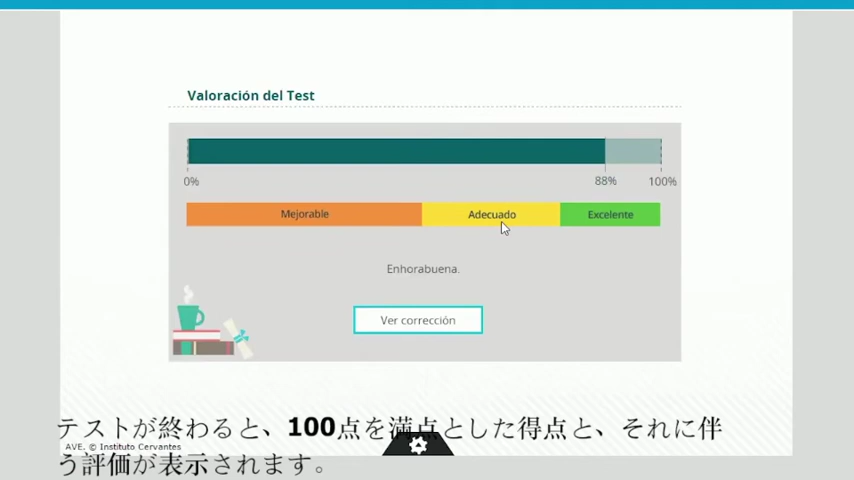 Valoración del Test
0%
88%
100%
Mejorable
Adecuado
Excelente
Enhorabuena.
Ver corrección
テストが終わると、100点を満点とした得点と、それに伴
AVE. © Instituto Cervantes
う評価が表示されます。